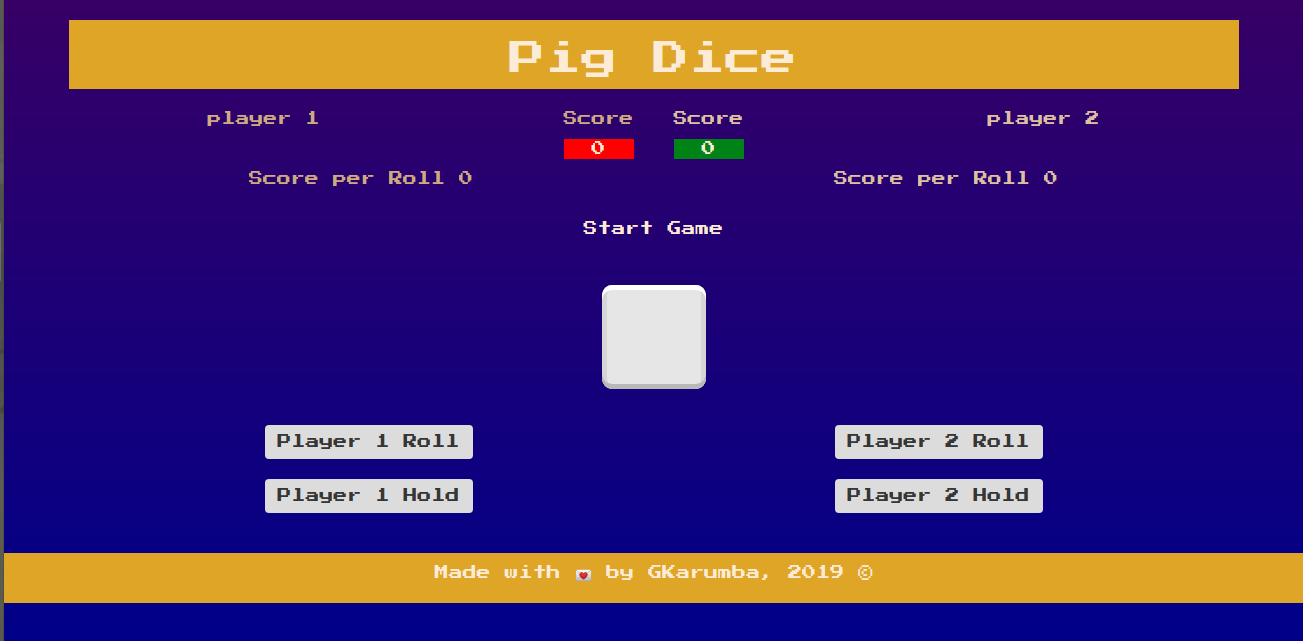 Pig Dice
player 1 Score Score player 2
0 0
Score per Roll 0 Score per Roll 0
Start Game
Player 1 Roll Player 2 Roll
Player 1 Hold Player 2 Hold
Made with 💌 by GKarumba, 2019 ©